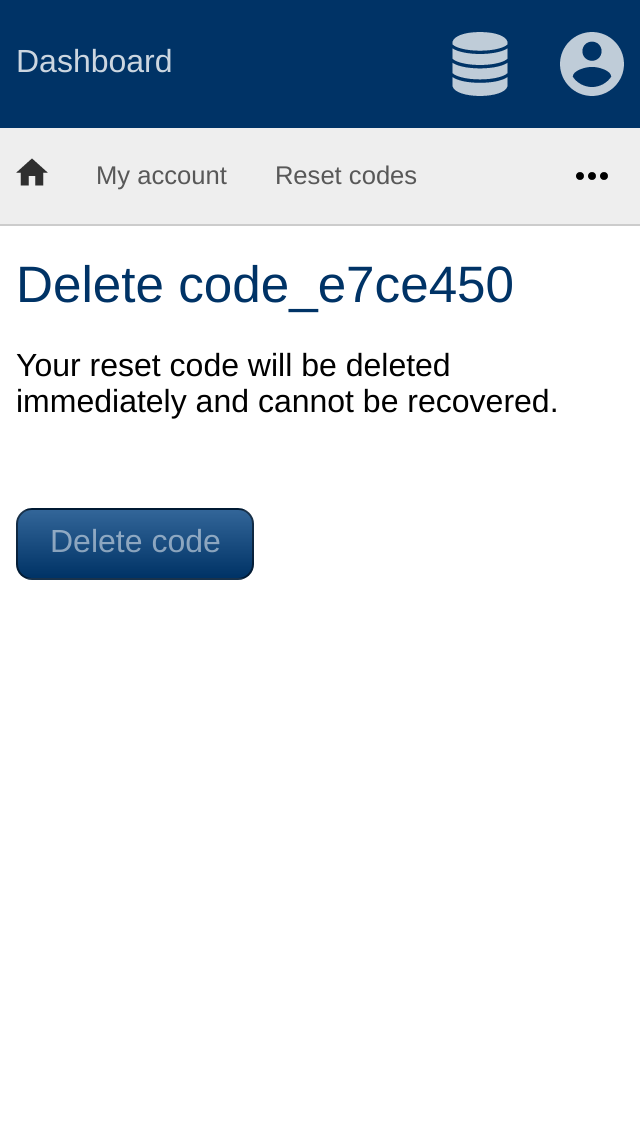 Dashboard
My account
Reset codes
Delete code_e7ce450
Your reset code will be deleted
immediately and cannot be recovered.
Delete code